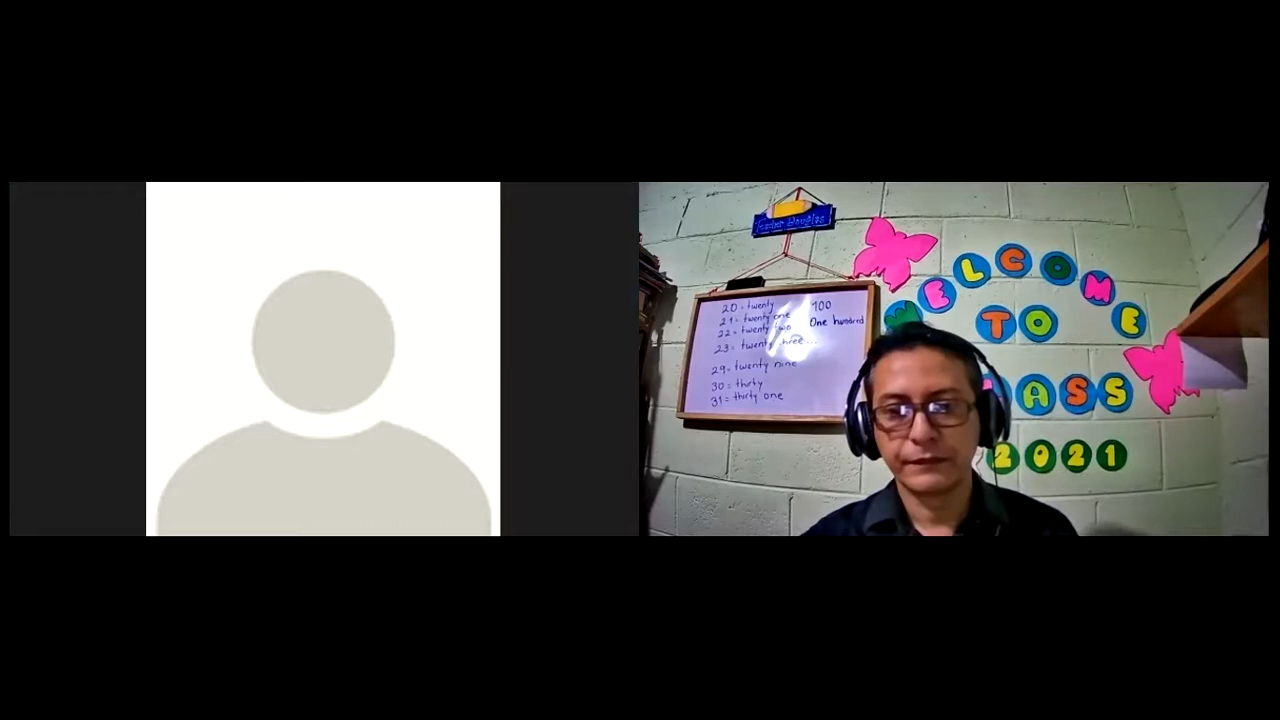 20 = twenty
21 = twenty one
22 = twenty two
23 = twenty three...
29 = twenty nine
30 = thirty
31 = thirty one
100
One hundred
WELCOME
TO
ASS
2021